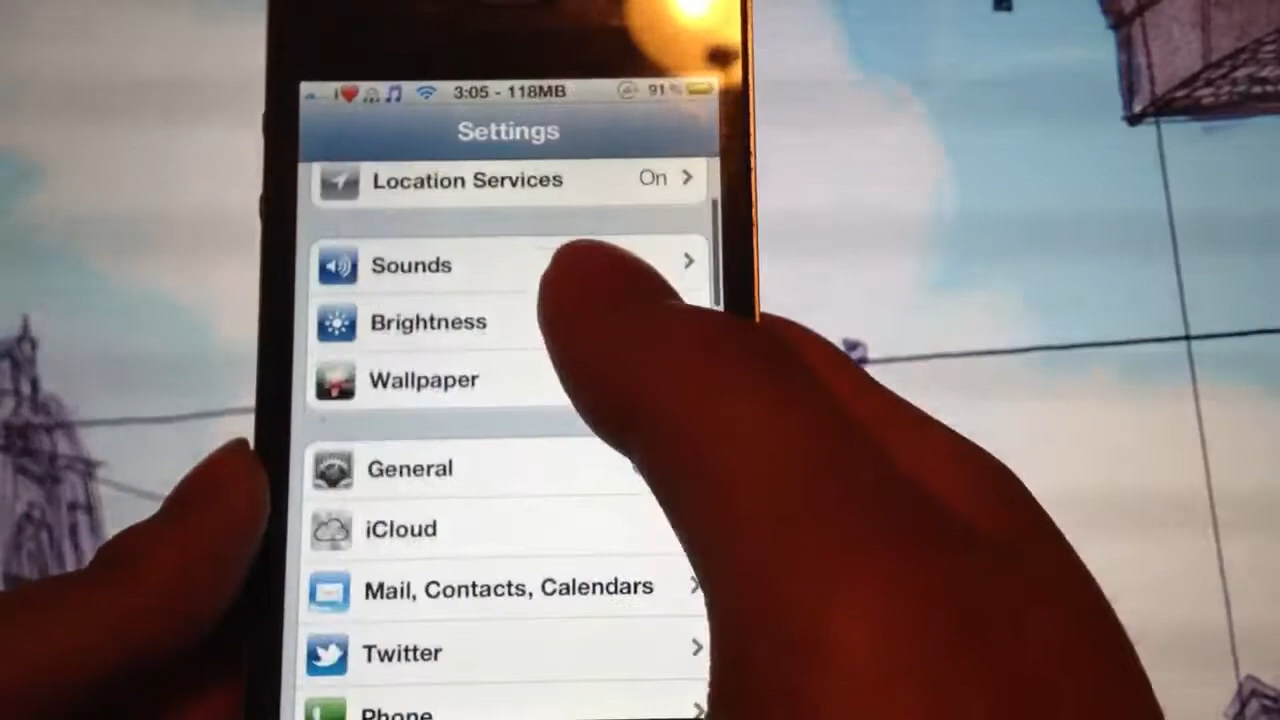 I❤ 3:05 - 118MB 91%
Settings
Location Services On
Sounds
Brightness
Wallpaper
General
iCloud
Mail, Contacts, Calendars
Twitter
Phone